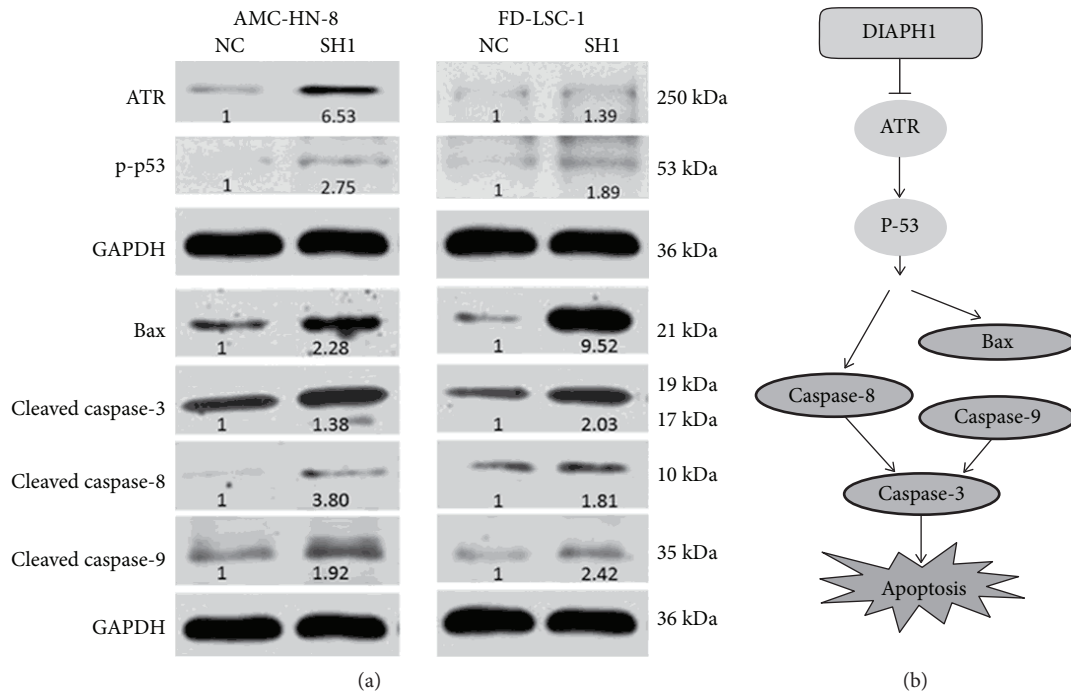 AMC-HN-8 FD-LSC-1
NC SH1 NC SH1
ATR 1 6.53 1 1.39 250 kDa
p-p53 1 2.75 1 1.89 53 kDa
GAPDH 36 kDa
Bax 1 2.28 1 9.52 21 kDa
19 kDa
Cleaved caspase-3 1 1.38 1 2.03 17 kDa
Cleaved caspase-8 1 3.80 1 1.81 10 kDa
Cleaved caspase-9 1 1.92 1 2.42 35 kDa
GAPDH 36 kDa
(a)
DIAPH1
ATR
P-53
Bax
Caspase-8
Caspase-9
Caspase-3
Apoptosis
(b)